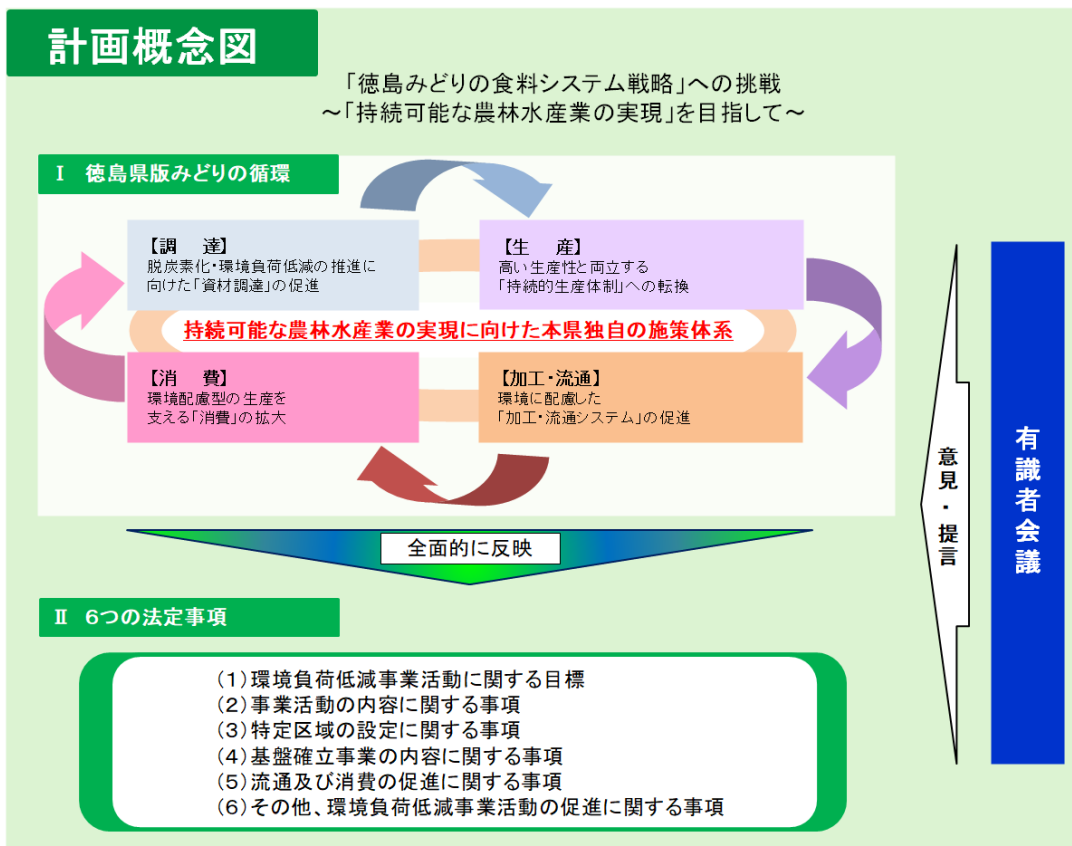 計画概念図
「徳島みどりの食料システム戦略」への挑戦
～「持続可能な農林水産業の実現」を目指して～
Ⅰ 徳島県版みどりの循環
【調　達】
脱炭素化・環境負荷低減の推進に
向けた「資材調達」の促進
【生　産】
高い生産性と両立する
「持続的生産体制」への転換
持続可能な農林水産業の実現に向けた本県独自の施策体系
【消　費】
環境配慮型の生産を
支える「消費」の拡大
【加工・流通】
環境に配慮した
「加工・流通システム」の促進
全面的に反映
Ⅱ 6つの法定事項
(1)環境負荷低減事業活動に関する目標
(2)事業活動の内容に関する事項
(3)特定区域の設定に関する事項
(4)基盤確立事業の内容に関する事項
(5)流通及び消費の促進に関する事項
(6)その他、環境負荷低減事業活動の促進に関する事項
意見・提言
有識者会議